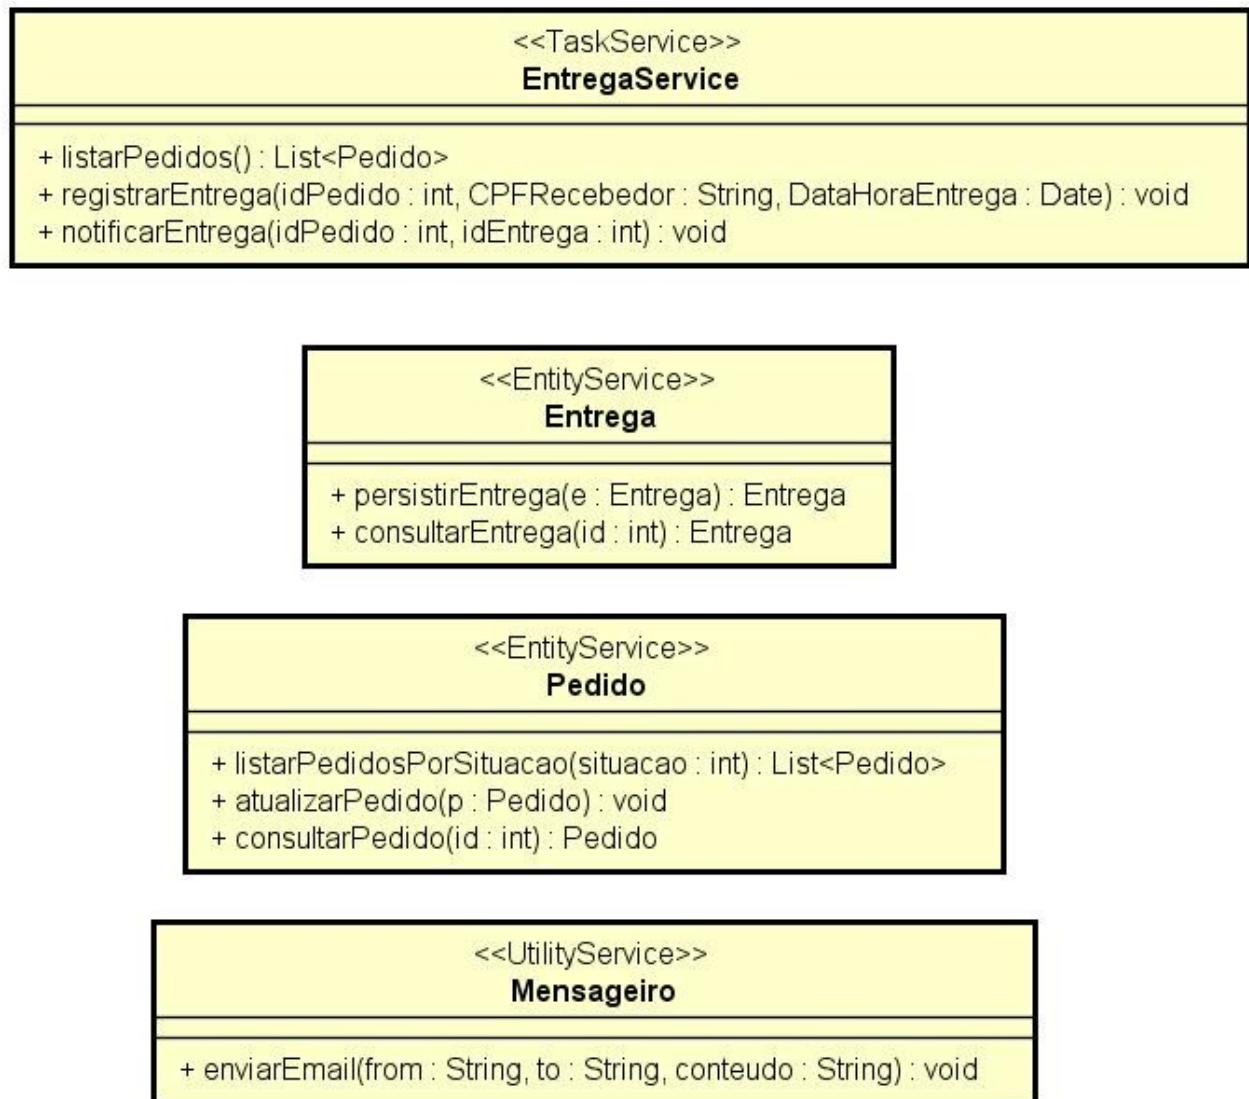 <<TaskService>>
EntregaService
+ listarPedidos() : List<Pedido>
+ registrarEntrega(idPedido : int, CPFRecebedor : String, DataHoraEntrega : Date) : void
+ notificarEntrega(idPedido : int, idEntrega : int) : void
<<EntityService>>
Entrega
+ persistirEntrega(e : Entrega) : Entrega
+ consultarEntrega(id : int) : Entrega
<<EntityService>>
Pedido
+ listarPedidosPorSituacao(situacao : int) : List<Pedido>
+ atualizarPedido(p : Pedido) : void
+ consultarPedido(id : int) : Pedido
<<UtilityService>>
Mensageiro
+ enviarEmail(from : String, to : String, conteudo : String) : void